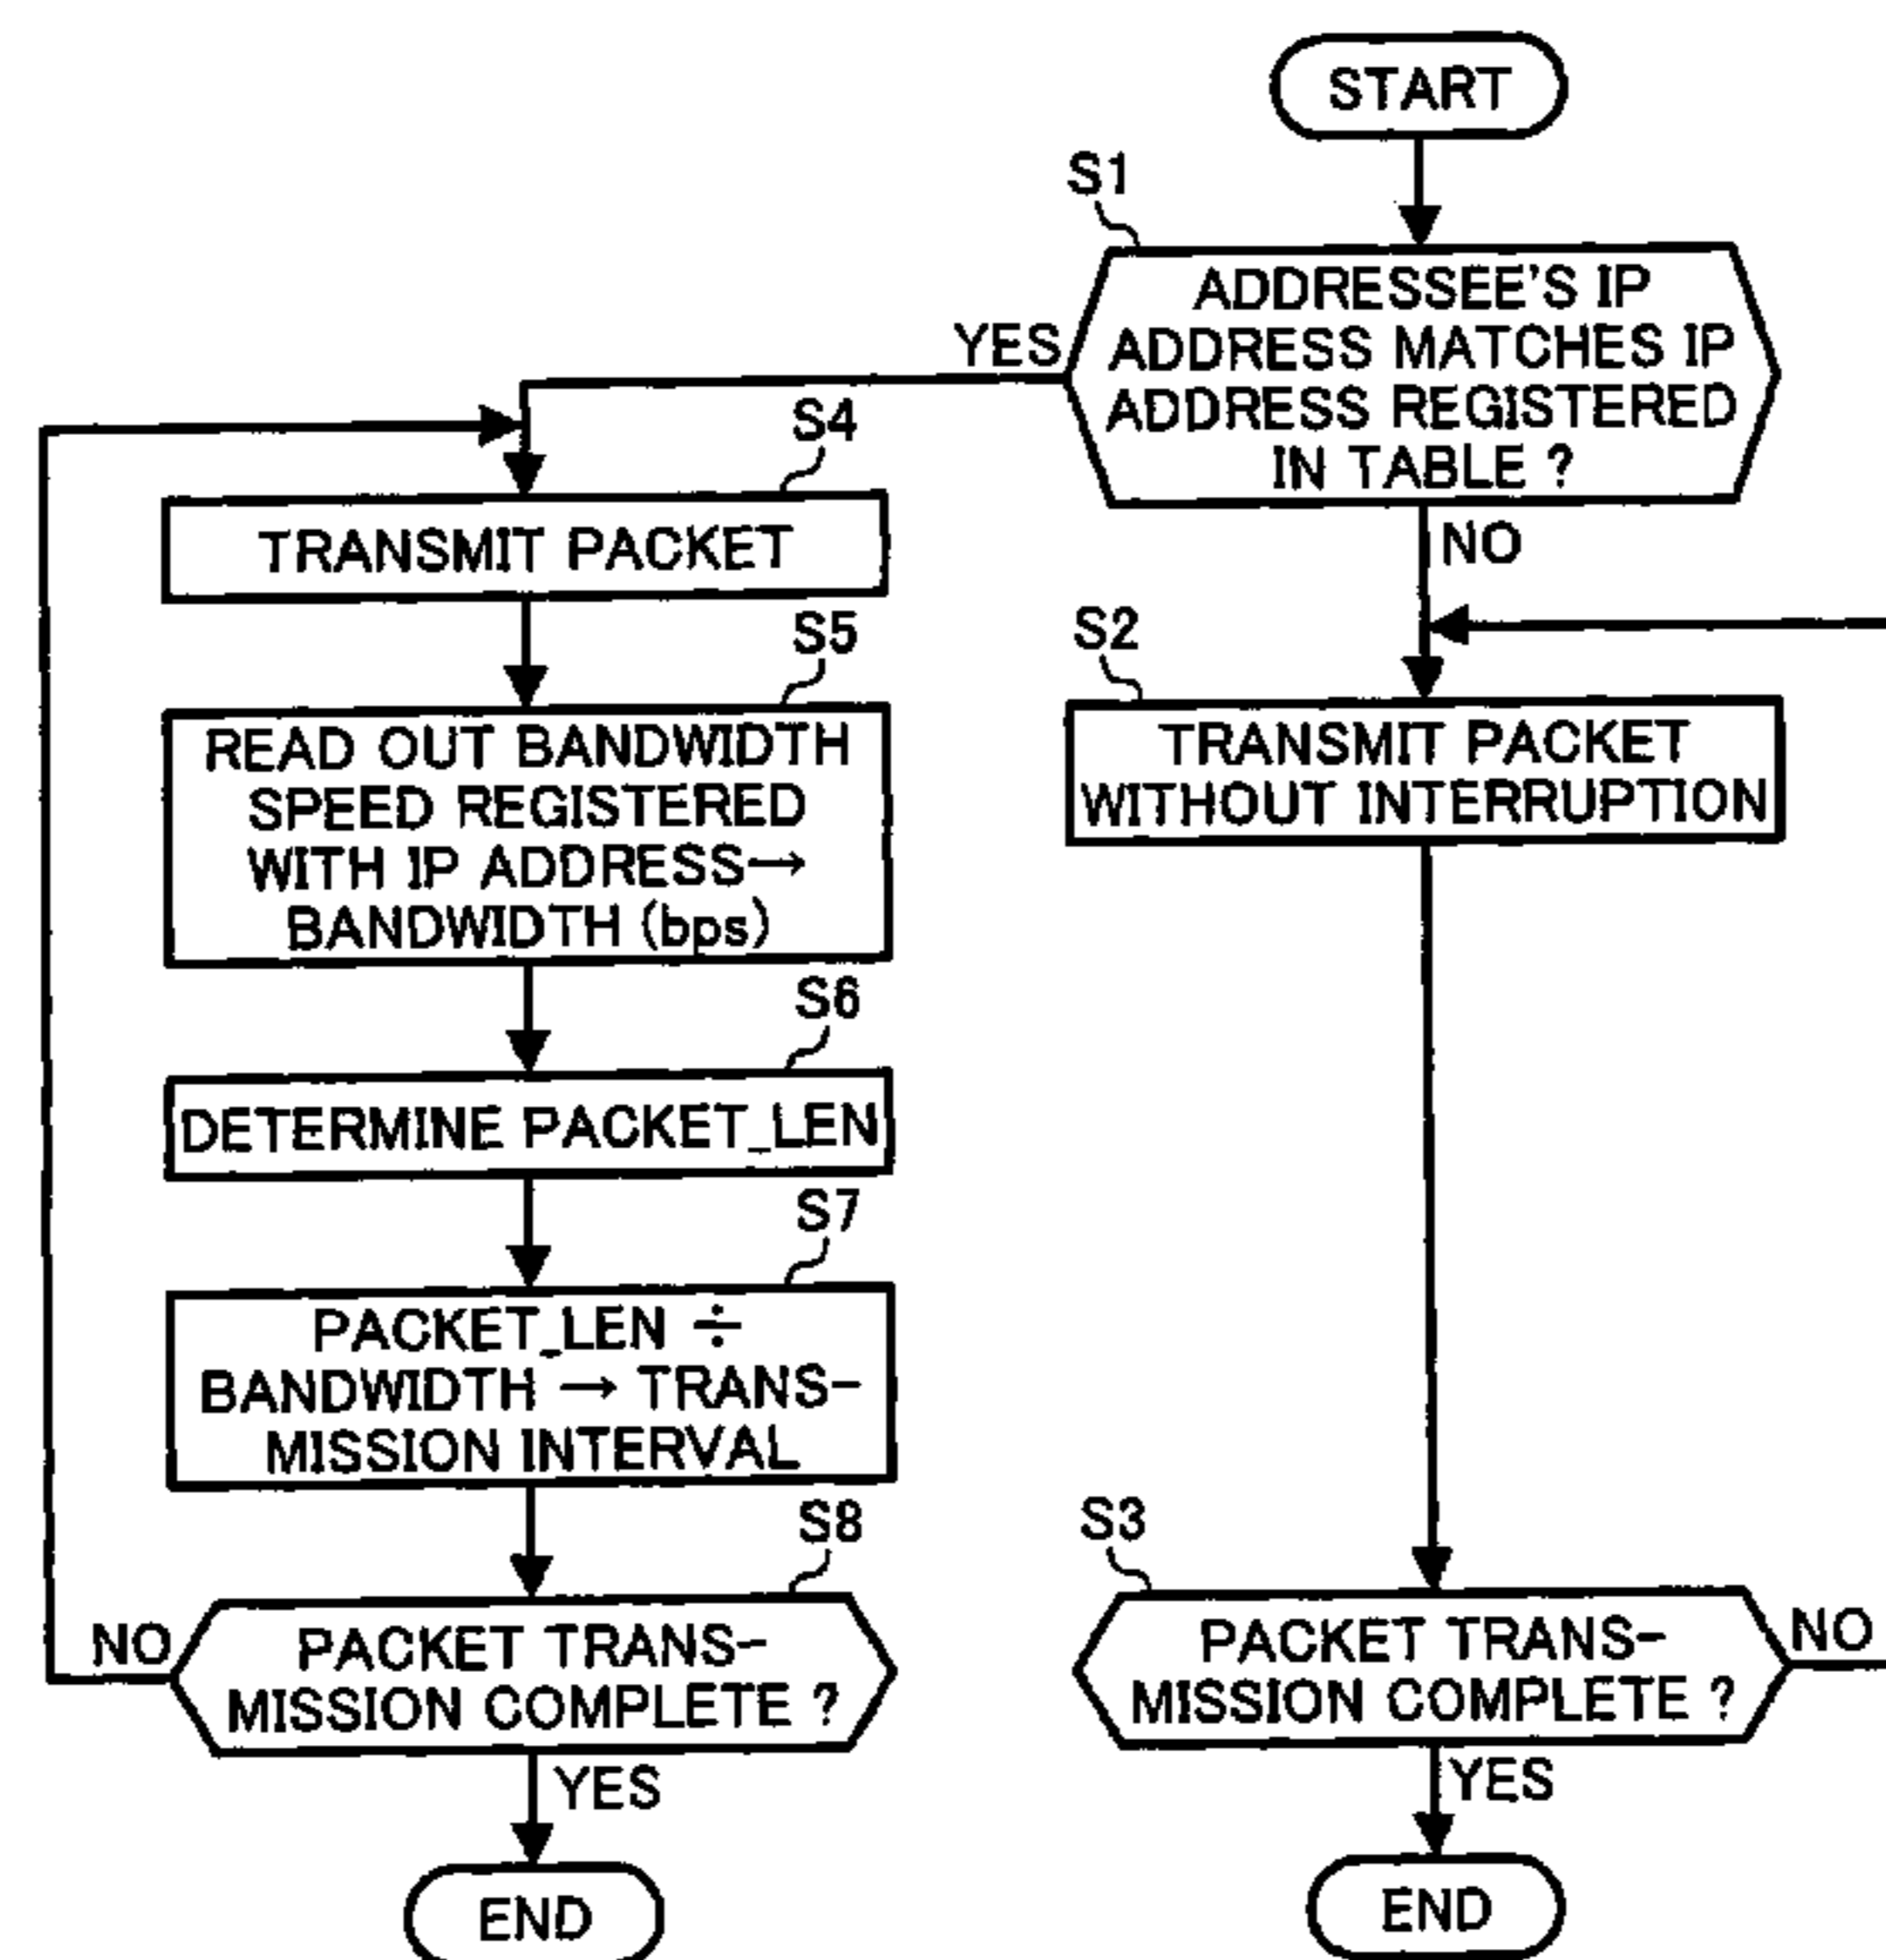 START
S1
ADDRESSEE'S IP
ADDRESS MATCHES IP
ADDRESS REGISTERED
IN TABLE ?
YES
NO
S4
TRANSMIT PACKET
S5
READ OUT BANDWIDTH
SPEED REGISTERED
WITH IP ADDRESS→
BANDWIDTH (bps)
S6
DETERMINE PACKET_LEN
S7
PACKET_LEN ÷
BANDWIDTH → TRANS-
MISSION INTERVAL
S8
PACKET TRANS-
MISSION COMPLETE ?
NO
YES
END
S2
TRANSMIT PACKET
WITHOUT INTERRUPTION
S3
PACKET TRANS-
MISSION COMPLETE ?
NO
YES
END